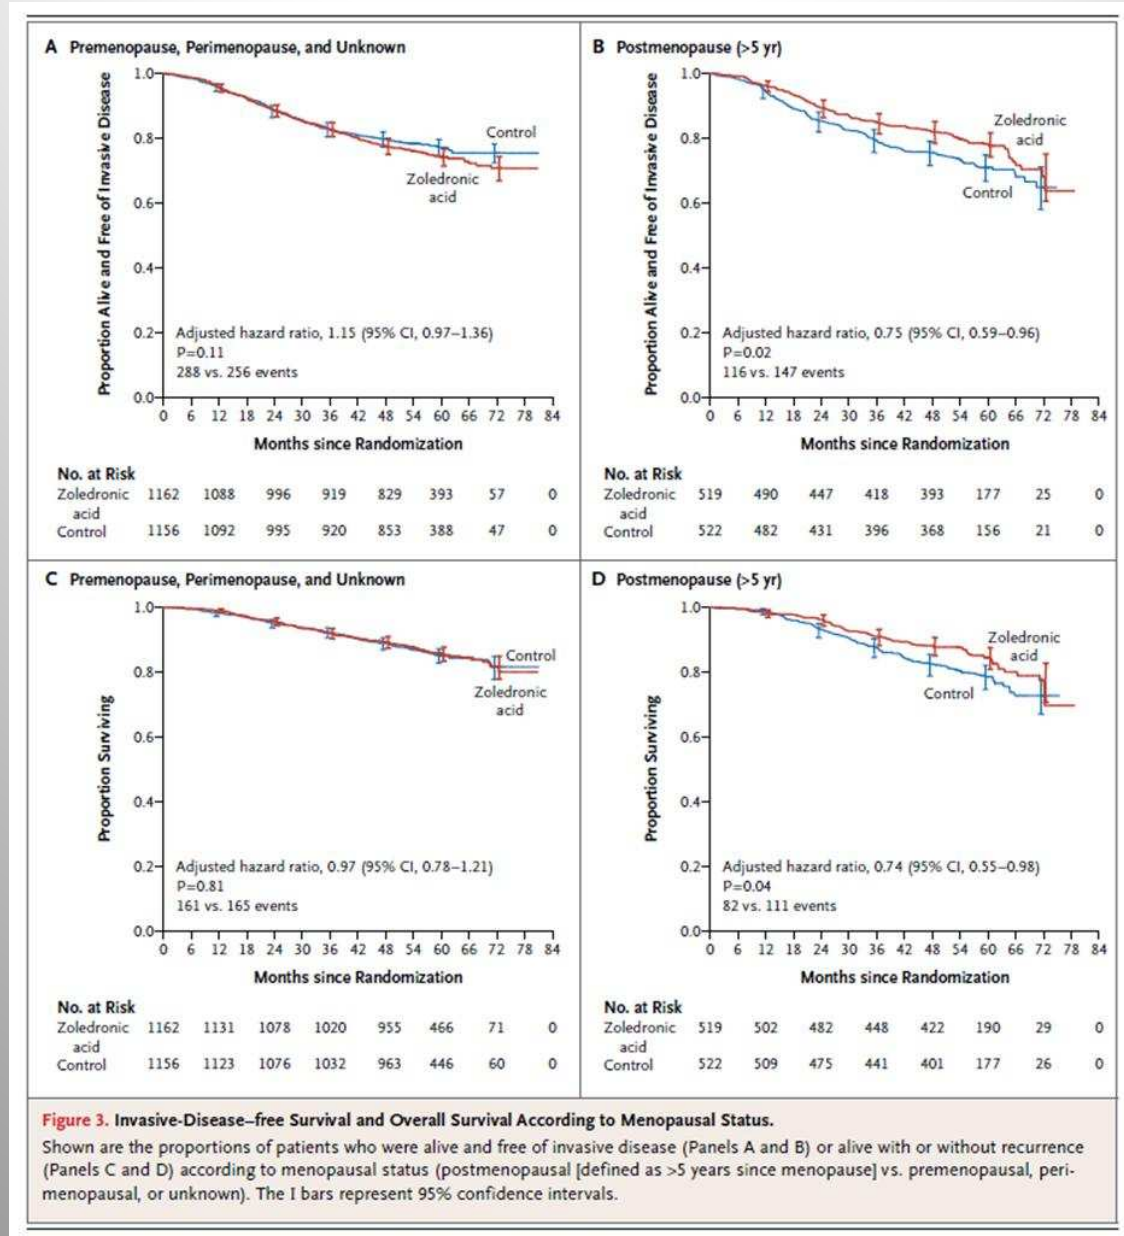 A Premenopause, Perimenopause, and Unknown
Proportion Alive and Free of Invasive Disease
1.0
0.8
0.6
0.4
0.2
0.0
Control
Zoledronic
acid
Adjusted hazard ratio, 1.15 (95% CI, 0.97–1.36)
P=0.11
288 vs. 256 events
0 6 12 18 24 30 36 42 48 54 60 66 72 78 84
Months since Randomization
No. at Risk
Zoledronic 1162 1088 996 919 829 393 57 0
acid
Control 1156 1092 995 920 853 388 47 0
B Postmenopause (>5 yr)
Proportion Alive and Free of Invasive Disease
1.0
0.8
0.6
0.4
0.2
0.0
Zoledronic
acid
Control
Adjusted hazard ratio, 0.75 (95% CI, 0.59–0.96)
P=0.02
116 vs. 147 events
0 6 12 18 24 30 36 42 48 54 60 66 72 78 84
Months since Randomization
No. at Risk
Zoledronic 519 490 447 418 393 177 25 0
acid
Control 522 482 431 396 368 156 21 0
C Premenopause, Perimenopause, and Unknown
Proportion Surviving
1.0
0.8
0.6
0.4
0.2
0.0
Control
Zoledronic
acid
Adjusted hazard ratio, 0.97 (95% CI, 0.78–1.21)
P=0.81
161 vs. 165 events
0 6 12 18 24 30 36 42 48 54 60 66 72 78 84
Months since Randomization
No. at Risk
Zoledronic 1162 1131 1078 1020 955 466 71 0
acid
Control 1156 1123 1076 1032 963 446 60 0
D Postmenopause (>5 yr)
Proportion Surviving
1.0
0.8
0.6
0.4
0.2
0.0
Zoledronic
acid
Control
Adjusted hazard ratio, 0.74 (95% CI, 0.55–0.98)
P=0.04
82 vs. 111 events
0 6 12 18 24 30 36 42 48 54 60 66 72 78 84
Months since Randomization
No. at Risk
Zoledronic 519 502 482 448 422 190 29 0
acid
Control 522 509 475 441 401 177 26 0
Figure 3. Invasive-Disease–free Survival and Overall Survival According to Menopausal Status.
Shown are the proportions of patients who were alive and free of invasive disease (Panels A and B) or alive with or without recurrence
(Panels C and D) according to menopausal status (postmenopausal [defined as >5 years since menopause] vs. premenopausal, peri-
menopausal, or unknown). The I bars represent 95% confidence intervals.